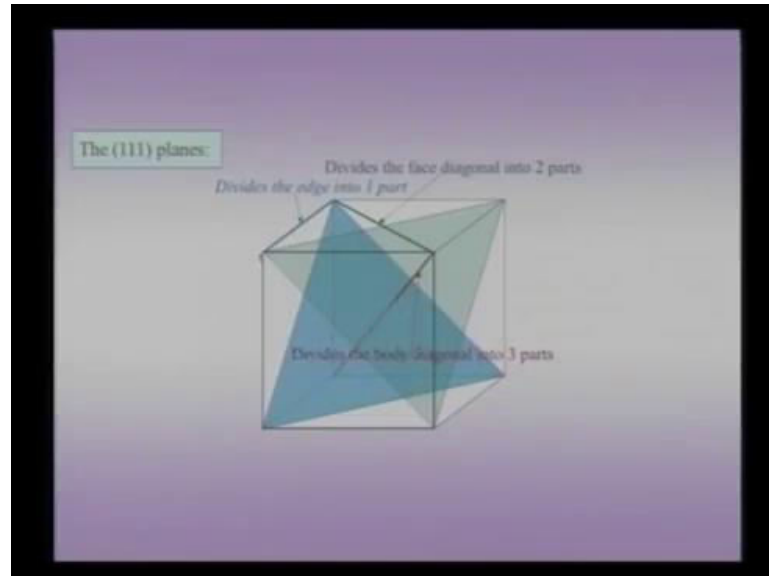 The (111) planes:
Divides the face diagonal into 2 parts
Divides the edge into 1 part
Divides the body diagonal into 3 parts